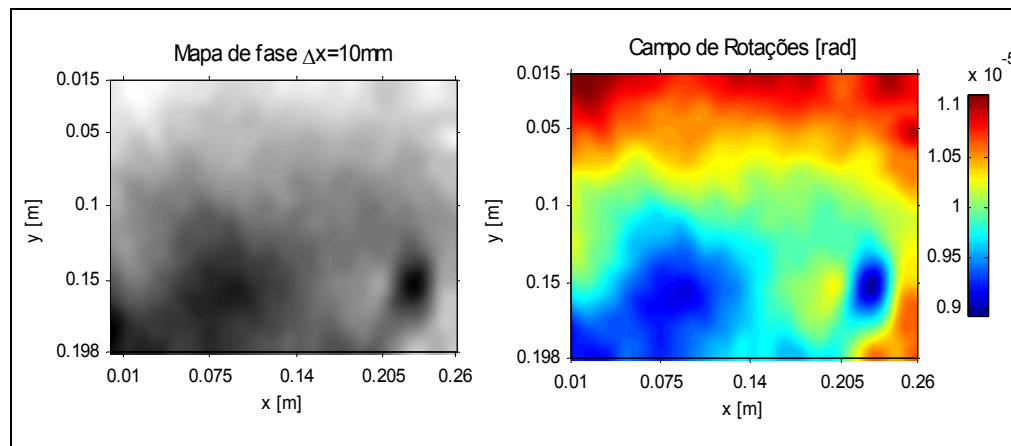 Mapa de fase Δx=10mm
0.015
0.05
0.1
0.15
0.198
y [m]
0.01 0.075 0.14 0.205 0.26
x [m]
Campo de Rotações [rad]
x 10⁻⁵
0.015
0.05
0.1
0.15
0.198
y [m]
0.01 0.075 0.14 0.205 0.26
x [m]
1.1
1.05
1
0.95
0.9